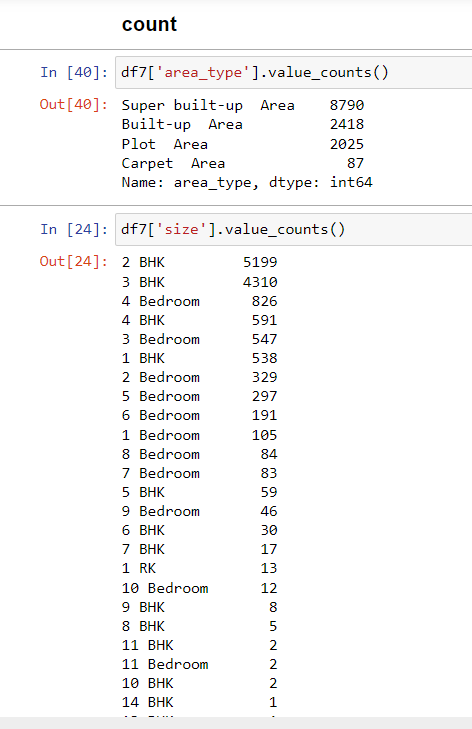 count
In [40]: df7['area_type'].value_counts()
Out[40]: Super built-up  Area    8790
Built-up  Area          2418
Plot  Area              2025
Carpet  Area              87
Name: area_type, dtype: int64
In [24]: df7['size'].value_counts()
Out[24]: 2 BHK         5199
3 BHK         4310
4 Bedroom      826
4 BHK          591
3 Bedroom      547
1 BHK          538
2 Bedroom      329
5 Bedroom      297
6 Bedroom      191
1 Bedroom      105
8 Bedroom       84
7 Bedroom       83
5 BHK           59
9 Bedroom       46
6 BHK           30
7 BHK           17
1 RK            13
10 Bedroom      12
9 BHK            8
8 BHK            5
11 BHK           2
11 Bedroom       2
10 BHK           2
14 BHK           1